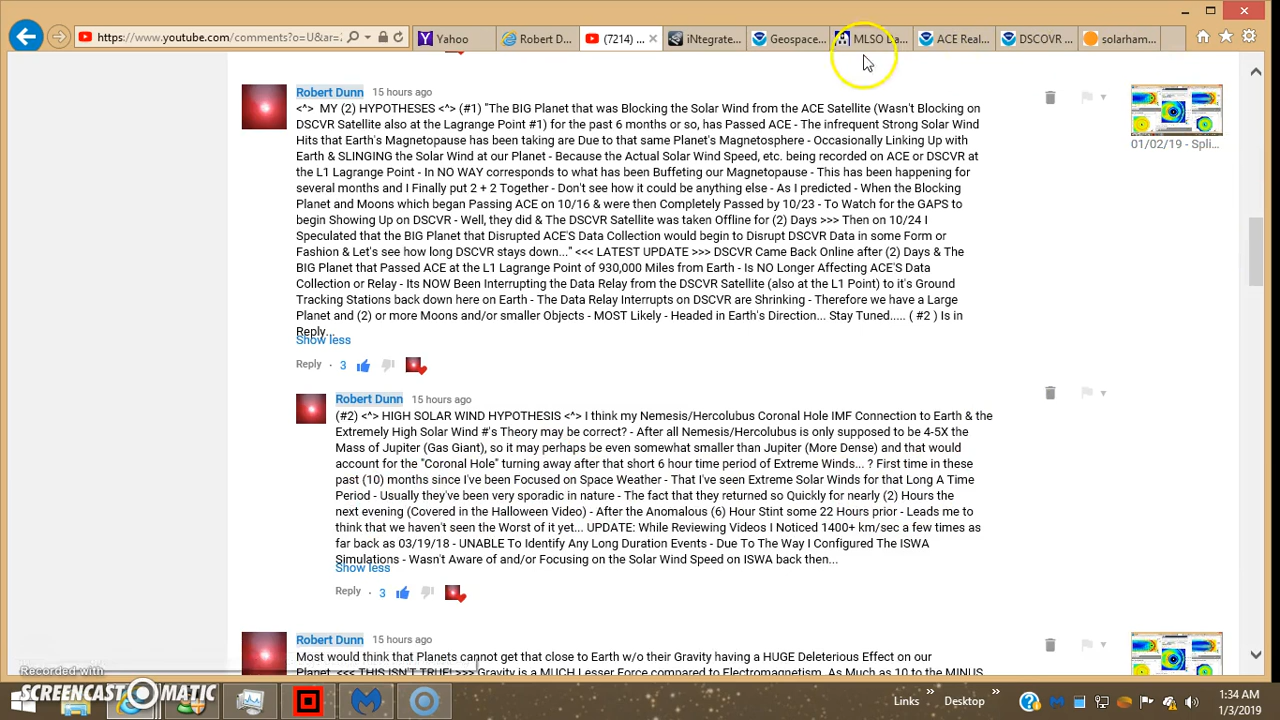 https://www.youtube.com/comments?o=U&ar=
Yahoo
Robert D...
(7214) ...
iNtegrate...
Geospace...
MLSO Da...
ACE Real...
DSCOVR ...
solarham...
Robert Dunn 15 hours ago
<^> MY (2) HYPOTHESES <^> (#1) "The BIG Planet that was Blocking the Solar Wind from the ACE Satellite (Wasn't Blocking on
DSCVR Satellite also at the Lagrange Point #1) for the past 6 months or so, has Passed ACE - The infrequent Strong Solar Wind
Hits that Earth's Magnetopause has been taking are Due to that same Planet's Magnetosphere - Occasionally Linking Up with
Earth & SLINGING the Solar Wind at our Planet - Because the Actual Solar Wind Speed, etc. being recorded on ACE or DSCVR at
the L1 Lagrange Point - In NO WAY corresponds to what has been Buffeting our Magnetopause - This has been happening for
several months and I Finally put 2 + 2 Together - Don't see how it could be anything else - As I predicted - When the Blocking
Planet and Moons which began Passing ACE on 10/16 & were then Completely Passed by 10/23 - To Watch for the GAPS to
begin Showing Up on DSCVR - Well, they did & The DSCVR Satellite was taken Offline for (2) Days >>> Then on 10/24 I
Speculated that the BIG Planet that Disrupted ACE'S Data Collection would begin to Disrupt DSCVR Data in some Form or
Fashion & Let's see how long DSCVR stays down..." <<< LATEST UPDATE >>> DSCVR Came Back Online after (2) Days & The
BIG Planet that Passed ACE at the L1 Lagrange Point of 930,000 Miles from Earth - Is NO Longer Affecting ACE'S Data
Collection or Relay - Its NOW Been Interrupting the Data Relay from the DSCVR Satellite (also at the L1 Point) to it's Ground
Tracking Stations back down here on Earth - The Data Relay Interrupts on DSCVR are Shrinking - Therefore we have a Large
Planet and (2) or more Moons and/or smaller Objects - MOST Likely - Headed in Earth's Direction... Stay Tuned..... ( #2 ) Is in
Reply...
Show less
Reply · 3
01/02/19 - Spli...
Robert Dunn 15 hours ago
(#2) <^> HIGH SOLAR WIND HYPOTHESIS <^> I think my Nemesis/Hercolubus Coronal Hole IMF Connection to Earth & the
Extremely High Solar Wind #'s Theory may be correct? - After all Nemesis/Hercolubus is only supposed to be 4-5X the
Mass of Jupiter (Gas Giant), so it may perhaps be even somewhat smaller than Jupiter (More Dense) and that would
account for the "Coronal Hole" turning away after that short 6 hour time period of Extreme Winds... ? First time in these
past (10) months since I've been Focused on Space Weather - That I've seen Extreme Solar Winds for that Long A Time
Period - Usually they've been very sporadic in nature - The fact that they returned so Quickly for nearly (2) Hours the
next evening (Covered in the Halloween Video) - After the Anomalous (6) Hour Stint some 22 Hours prior - Leads me to
think that we haven't seen the Worst of it yet... UPDATE: While Reviewing Videos I Noticed 1400+ km/sec a few times as
far back as 03/19/18 - UNABLE To Identify Any Long Duration Events - Due To The Way I Configured The ISWA
Simulations - Wasn't Aware of and/or Focusing on the Solar Wind Speed on ISWA back then...
Show less
Reply · 3
Robert Dunn 15 hours ago
Most would think that Planets cannot get that close to Earth w/o their Gravity having a HUGE Deleterious Effect on our
Planet. <<< THIS ISN'T TRUE! >>> Gravity is a MUCH Lesser Force compared to Electromagnetism. As Much as 10 to the MINUS
Recorded with
SCREENCAST-O-MATIC
Links »
Desktop »
1:34 AM
1/3/2019